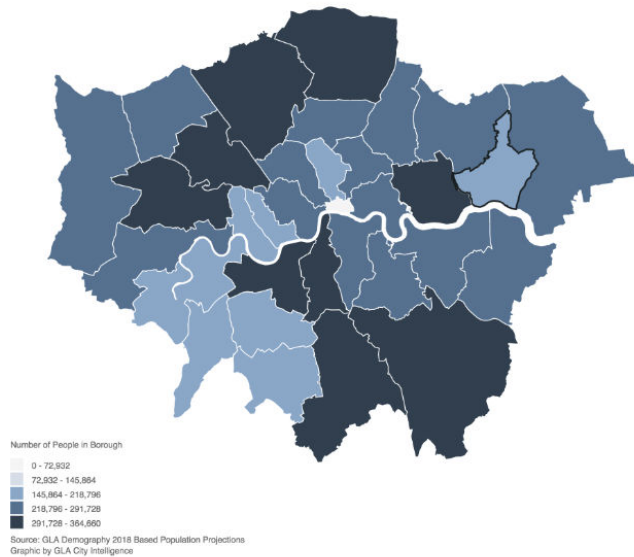 Number of People in Borough
0 - 72,932
72,932 - 145,864
145,864 - 218,796
218,796 - 291,728
291,728 - 364,660
Source: GLA Demography 2018 Based Population Projections
Graphic by GLA City Intelligence